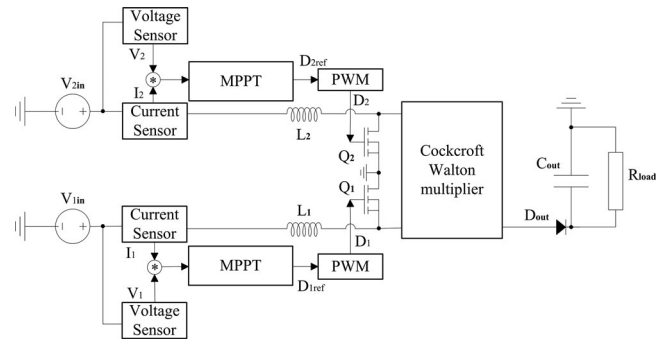 Voltage
Sensor
V2
V2in
I2
Current
Sensor
*
MPPT
D2ref
PWM
D2
L2
Q2
Cockcroft
Walton
multiplier
Cout
Rload
Dout
V1in
Q1
L1
D1
Current
Sensor
I1
*
MPPT
D1ref
PWM
V1
Voltage
Sensor